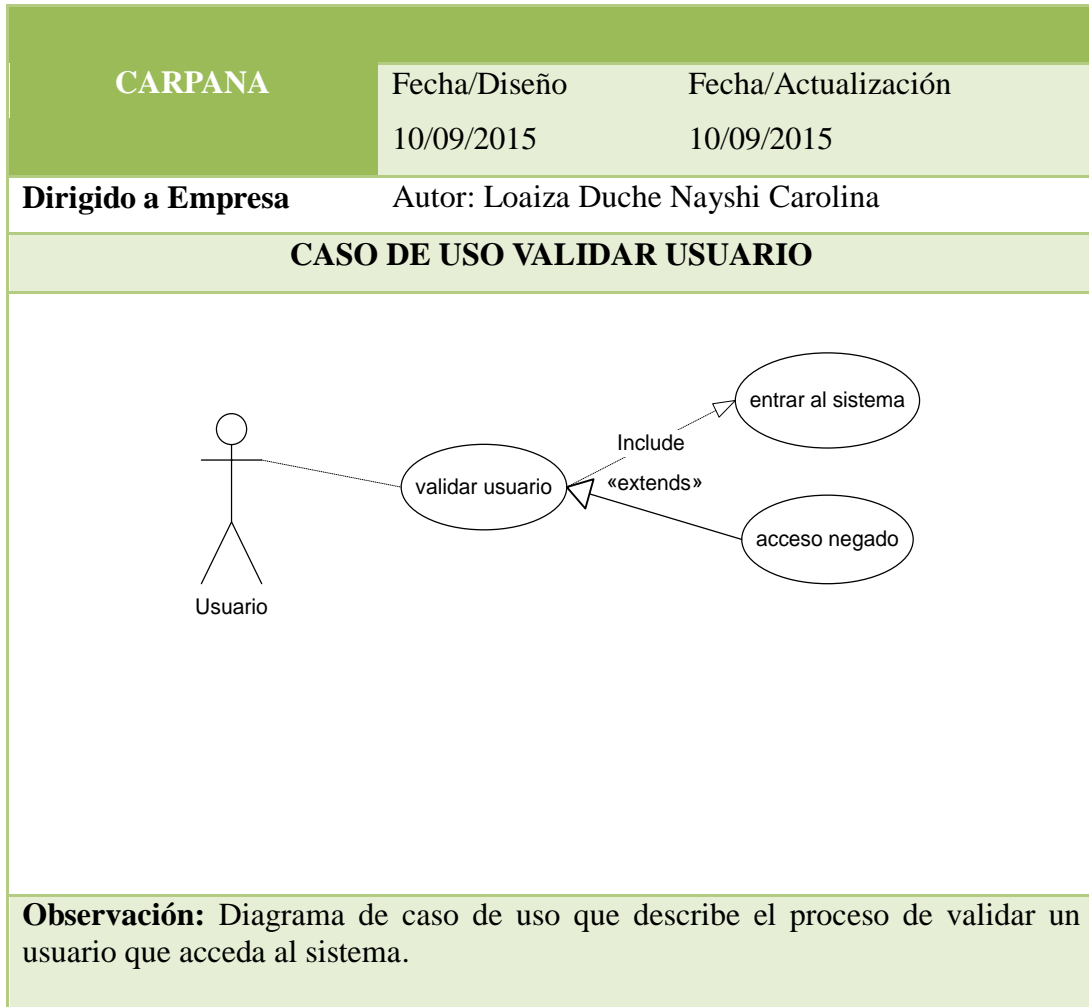 CARPANA
Fecha/Diseño
Fecha/Actualización
10/09/2015
10/09/2015
Dirigido a Empresa
Autor: Loaiza Duche Nayshi Carolina
CASO DE USO VALIDAR USUARIO
entrar al sistema
Include
validar usuario
«extends»
acceso negado
Usuario
Observación: Diagrama de caso de uso que describe el proceso de validar un
usuario que acceda al sistema.